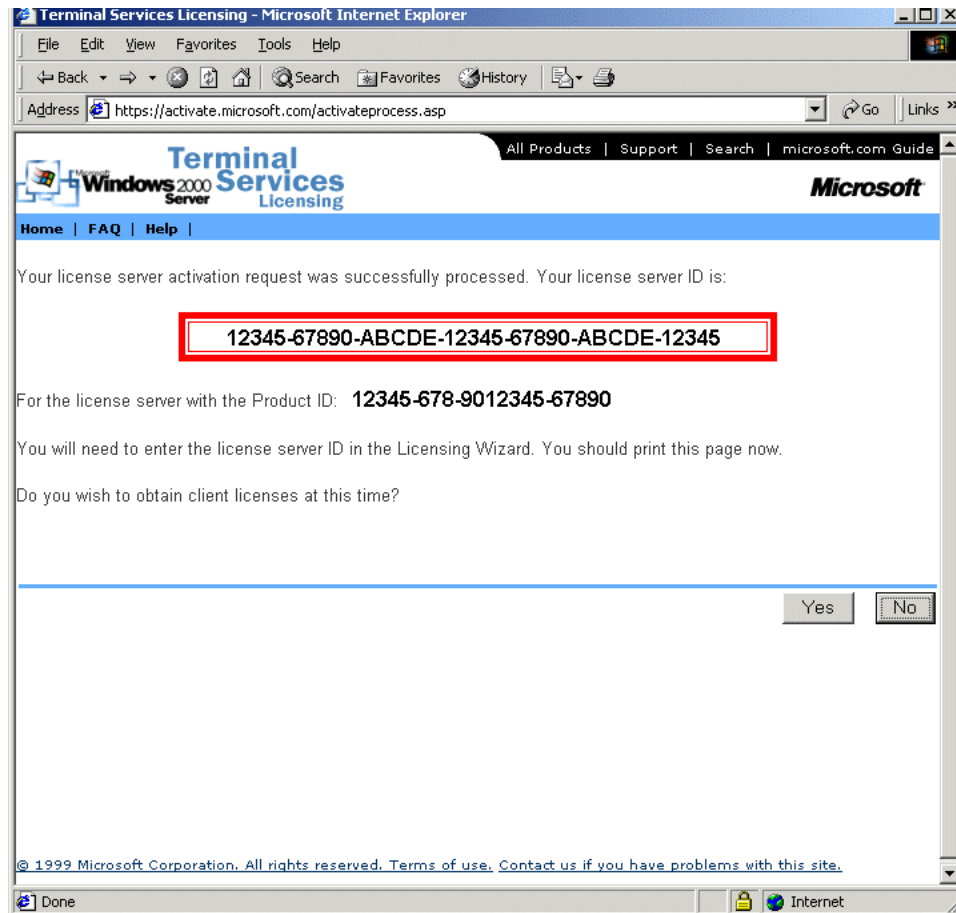 Terminal Services Licensing - Microsoft Internet Explorer
File Edit View Favorites Tools Help
Back Search Favorites History
Address https://activate.microsoft.com/activateprocess.asp Go Links »
All Products | Support | Search | microsoft.com Guide
Microsoft Windows 2000 Server Terminal Services Licensing
Microsoft
Home | FAQ | Help |
Your license server activation request was successfully processed. Your license server ID is:
12345-67890-ABCDE-12345-67890-ABCDE-12345
For the license server with the Product ID: 12345-678-9012345-67890
You will need to enter the license server ID in the Licensing Wizard. You should print this page now.
Do you wish to obtain client licenses at this time?
Yes No
© 1999 Microsoft Corporation. All rights reserved. Terms of use. Contact us if you have problems with this site.
Done Internet